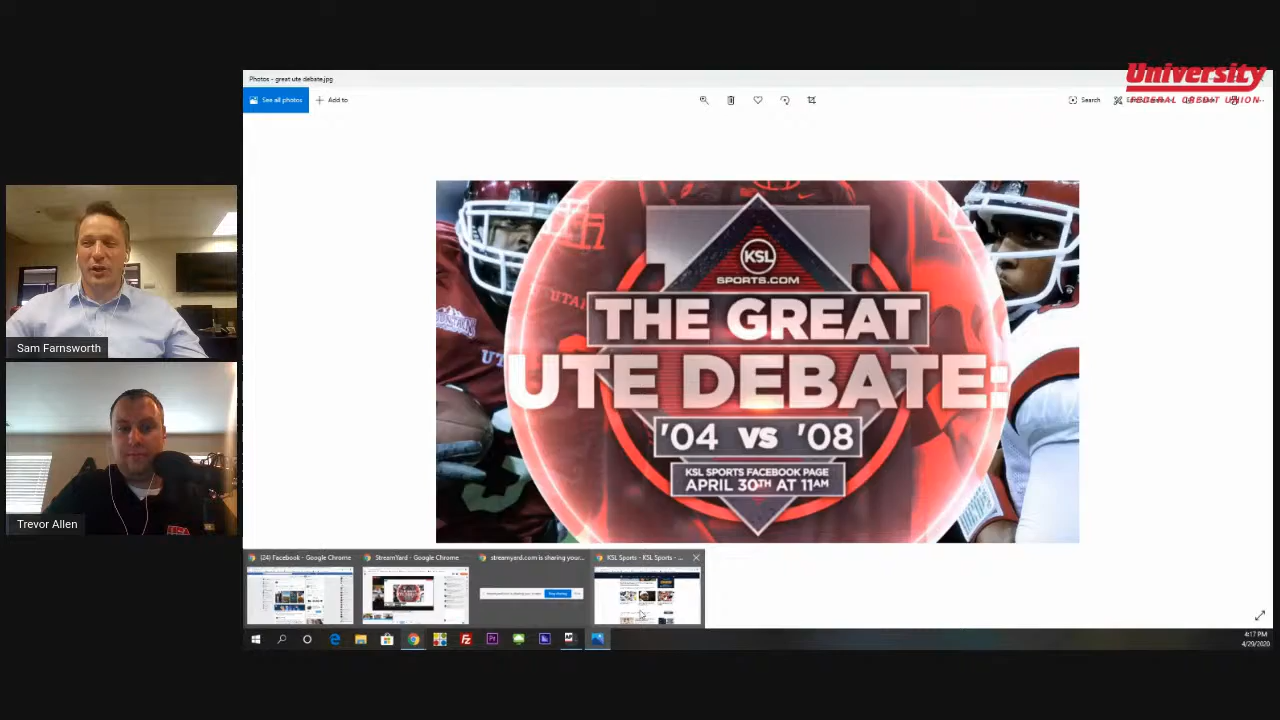 University
FEDERAL CREDIT UNION
Photos - great ute debate.jpg
See all photos
Add to
Search
KSL
SPORTS.COM
THE GREAT
UTE DEBATE:
'04 VS '08
KSL SPORTS FACEBOOK PAGE
APRIL 30TH AT 11AM
UTAH
Sam Farnsworth
Trevor Allen
(24) Facebook - Google Chrome
StreamYard - Google Chrome
streamyard.com is sharing your...
KSL Sports - KSL Sports - ...
4:17 PM
4/29/2020